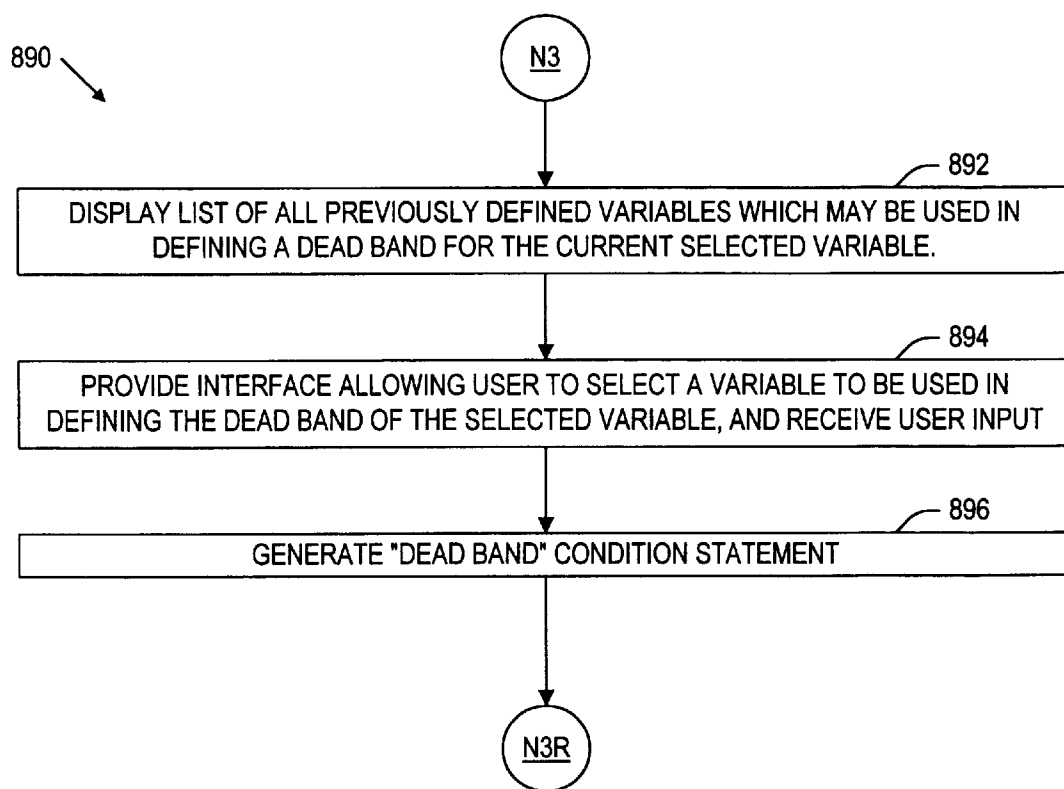 890
N3
892
DISPLAY LIST OF ALL PREVIOUSLY DEFINED VARIABLES WHICH MAY BE USED IN
DEFINING A DEAD BAND FOR THE CURRENT SELECTED VARIABLE.
894
PROVIDE INTERFACE ALLOWING USER TO SELECT A VARIABLE TO BE USED IN
DEFINING THE DEAD BAND OF THE SELECTED VARIABLE, AND RECEIVE USER INPUT
896
GENERATE "DEAD BAND" CONDITION STATEMENT
N3R